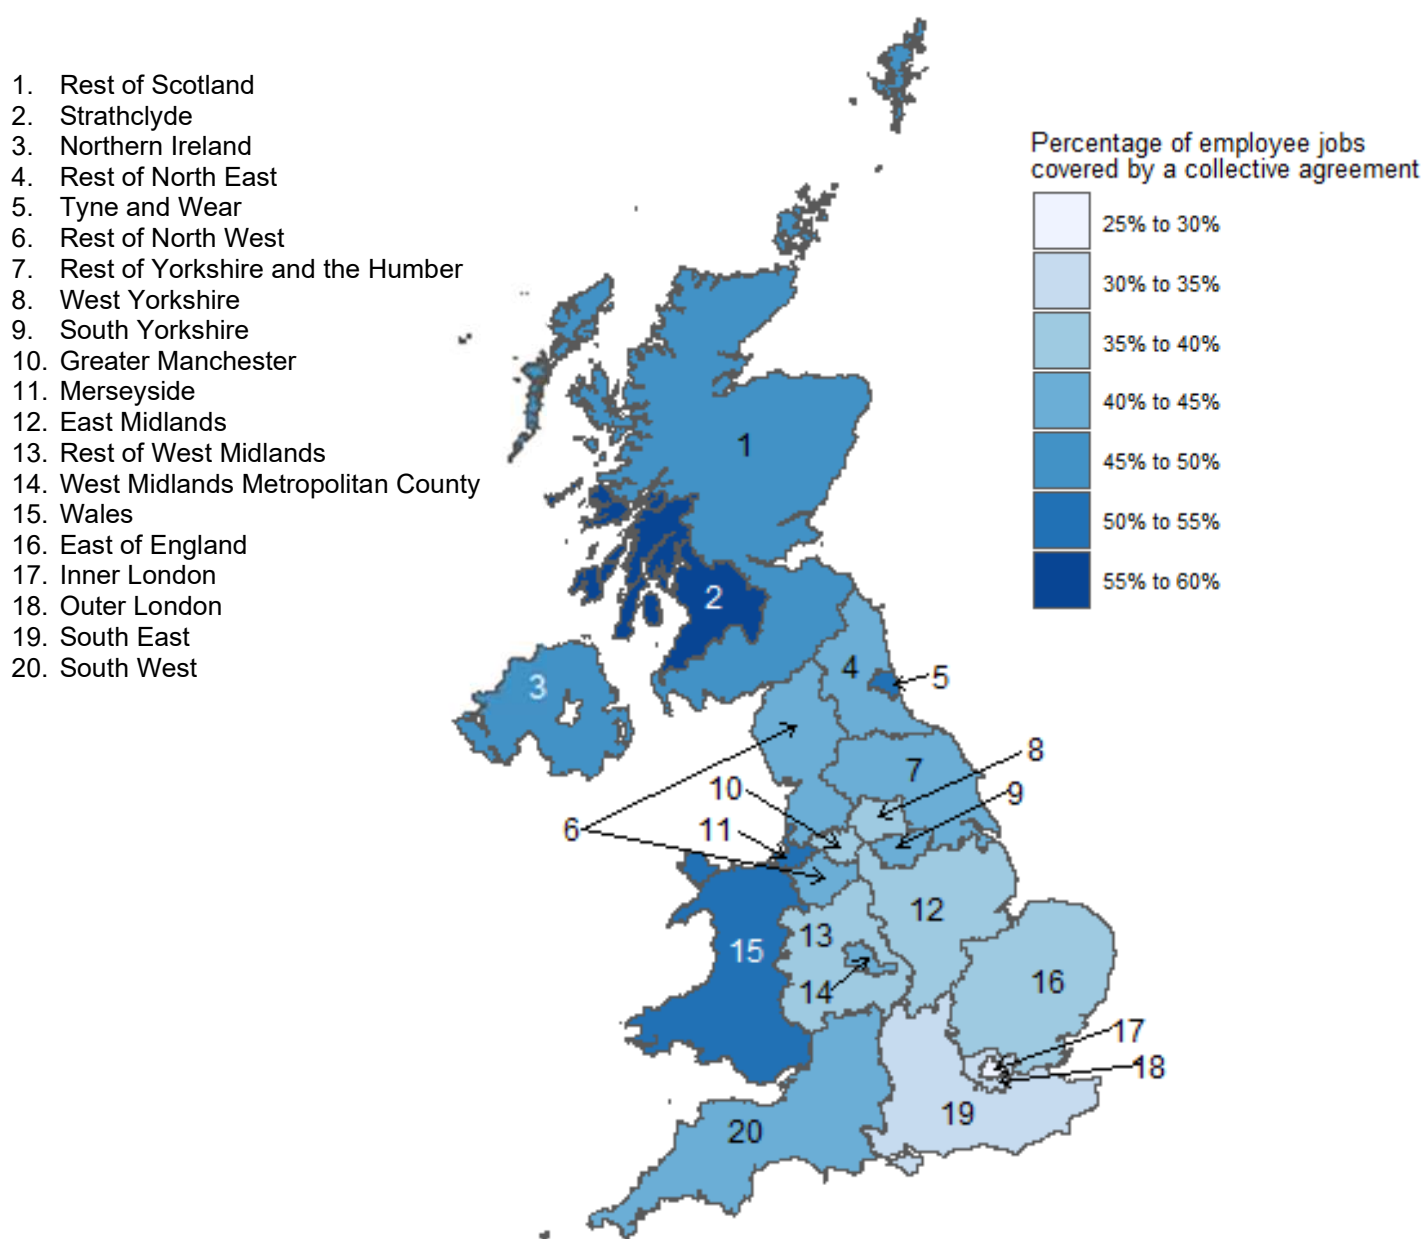 1. Rest of Scotland
2. Strathclyde
3. Northern Ireland
4. Rest of North East
5. Tyne and Wear
6. Rest of North West
7. Rest of Yorkshire and the Humber
8. West Yorkshire
9. South Yorkshire
10. Greater Manchester
11. Merseyside
12. East Midlands
13. Rest of West Midlands
14. West Midlands Metropolitan County
15. Wales
16. East of England
17. Inner London
18. Outer London
19. South East
20. South West
Percentage of employee jobs
covered by a collective agreement
25% to 30%
30% to 35%
35% to 40%
40% to 45%
45% to 50%
50% to 55%
55% to 60%
1
2
3
4
5
6
7
8
9
10
11
12
13
14
15
16
17
18
19
20